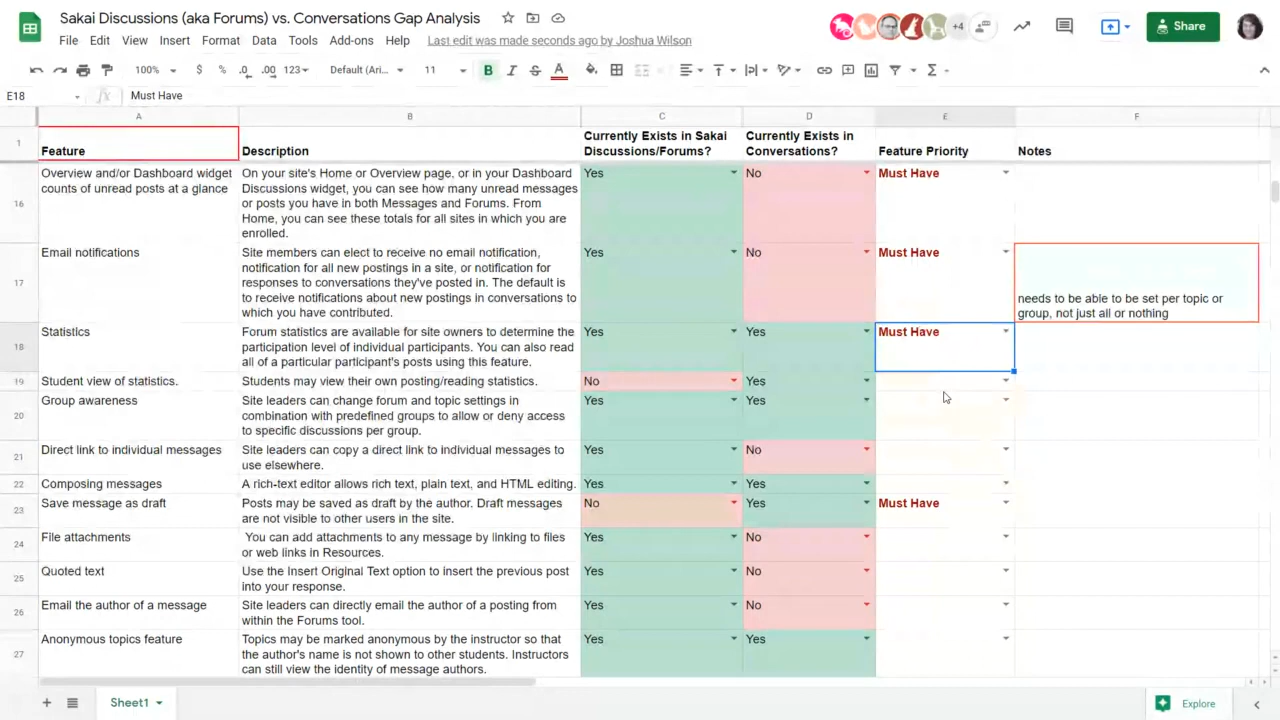 Sakai Discussions (aka Forums) vs. Conversations Gap Analysis
+4
Share
File Edit View Insert Format Data Tools Add-ons Help Last edit was made seconds ago by Joshua Wilson
100% $ % .0 .00 123 Default (Ari... 11 B I S A Σ
E18 fx Must Have
A B C D E F
1
Feature
Description
Currently Exists in Sakai
Discussions/Forums?
Currently Exists in
Conversations?
Feature Priority
Notes
16
Overview and/or Dashboard widget
counts of unread posts at a glance
On your site's Home or Overview page, or in your Dashboard
Discussions widget, you can see how many unread messages
or posts you have in both Messages and Forums. From
Home, you can see these totals for all sites in which you are
enrolled.
Yes
No
Must Have
17
Email notifications
Site members can elect to receive no email notification,
notification for all new postings in a site, or notification for
responses to conversations they've posted in. The default is
to receive notifications about new postings in conversations to
which you have contributed.
Yes
No
Must Have
needs to be able to be set per topic or
group, not just all or nothing
18
Statistics
Forum statistics are available for site owners to determine the
participation level of individual participants. You can also read
all of a particular participant's posts using this feature.
Yes
Yes
Must Have
19
Student view of statistics.
Students may view their own posting/reading statistics.
No
Yes
20
Group awareness
Site leaders can change forum and topic settings in
combination with predefined groups to allow or deny access
to specific discussions per group.
Yes
Yes
21
Direct link to individual messages
Site leaders can copy a direct link to individual messages to
use elsewhere.
Yes
No
22
Composing messages
A rich-text editor allows rich text, plain text, and HTML editing.
Yes
Yes
23
Save message as draft
Posts may be saved as draft by the author. Draft messages
are not visible to other users in the site.
No
Yes
Must Have
24
File attachments
You can add attachments to any message by linking to files
or web links in Resources.
Yes
No
25
Quoted text
Use the Insert Original Text option to insert the previous post
into your response.
Yes
No
26
Email the author of a message
Site leaders can directly email the author of a posting from
within the Forums tool.
Yes
No
27
Anonymous topics feature
Topics may be marked anonymous by the instructor so that
the author's name is not shown to other students. Instructors
can still view the identity of message authors.
Yes
Yes
Sheet1
Explore